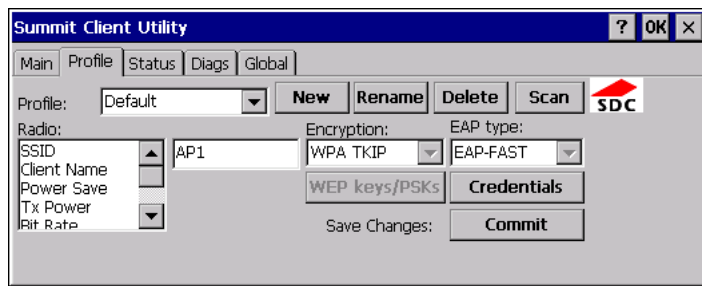 Summit Client Utility ? OK ×
Main Profile Status Diags Global
Profile: Default New Rename Delete Scan SDC
Radio: Encryption: EAP type:
SSID AP1 WPA TKIP EAP-FAST
Client Name
Power Save WEP keys/PSKs Credentials
Tx Power
Bit Rate Save Changes: Commit